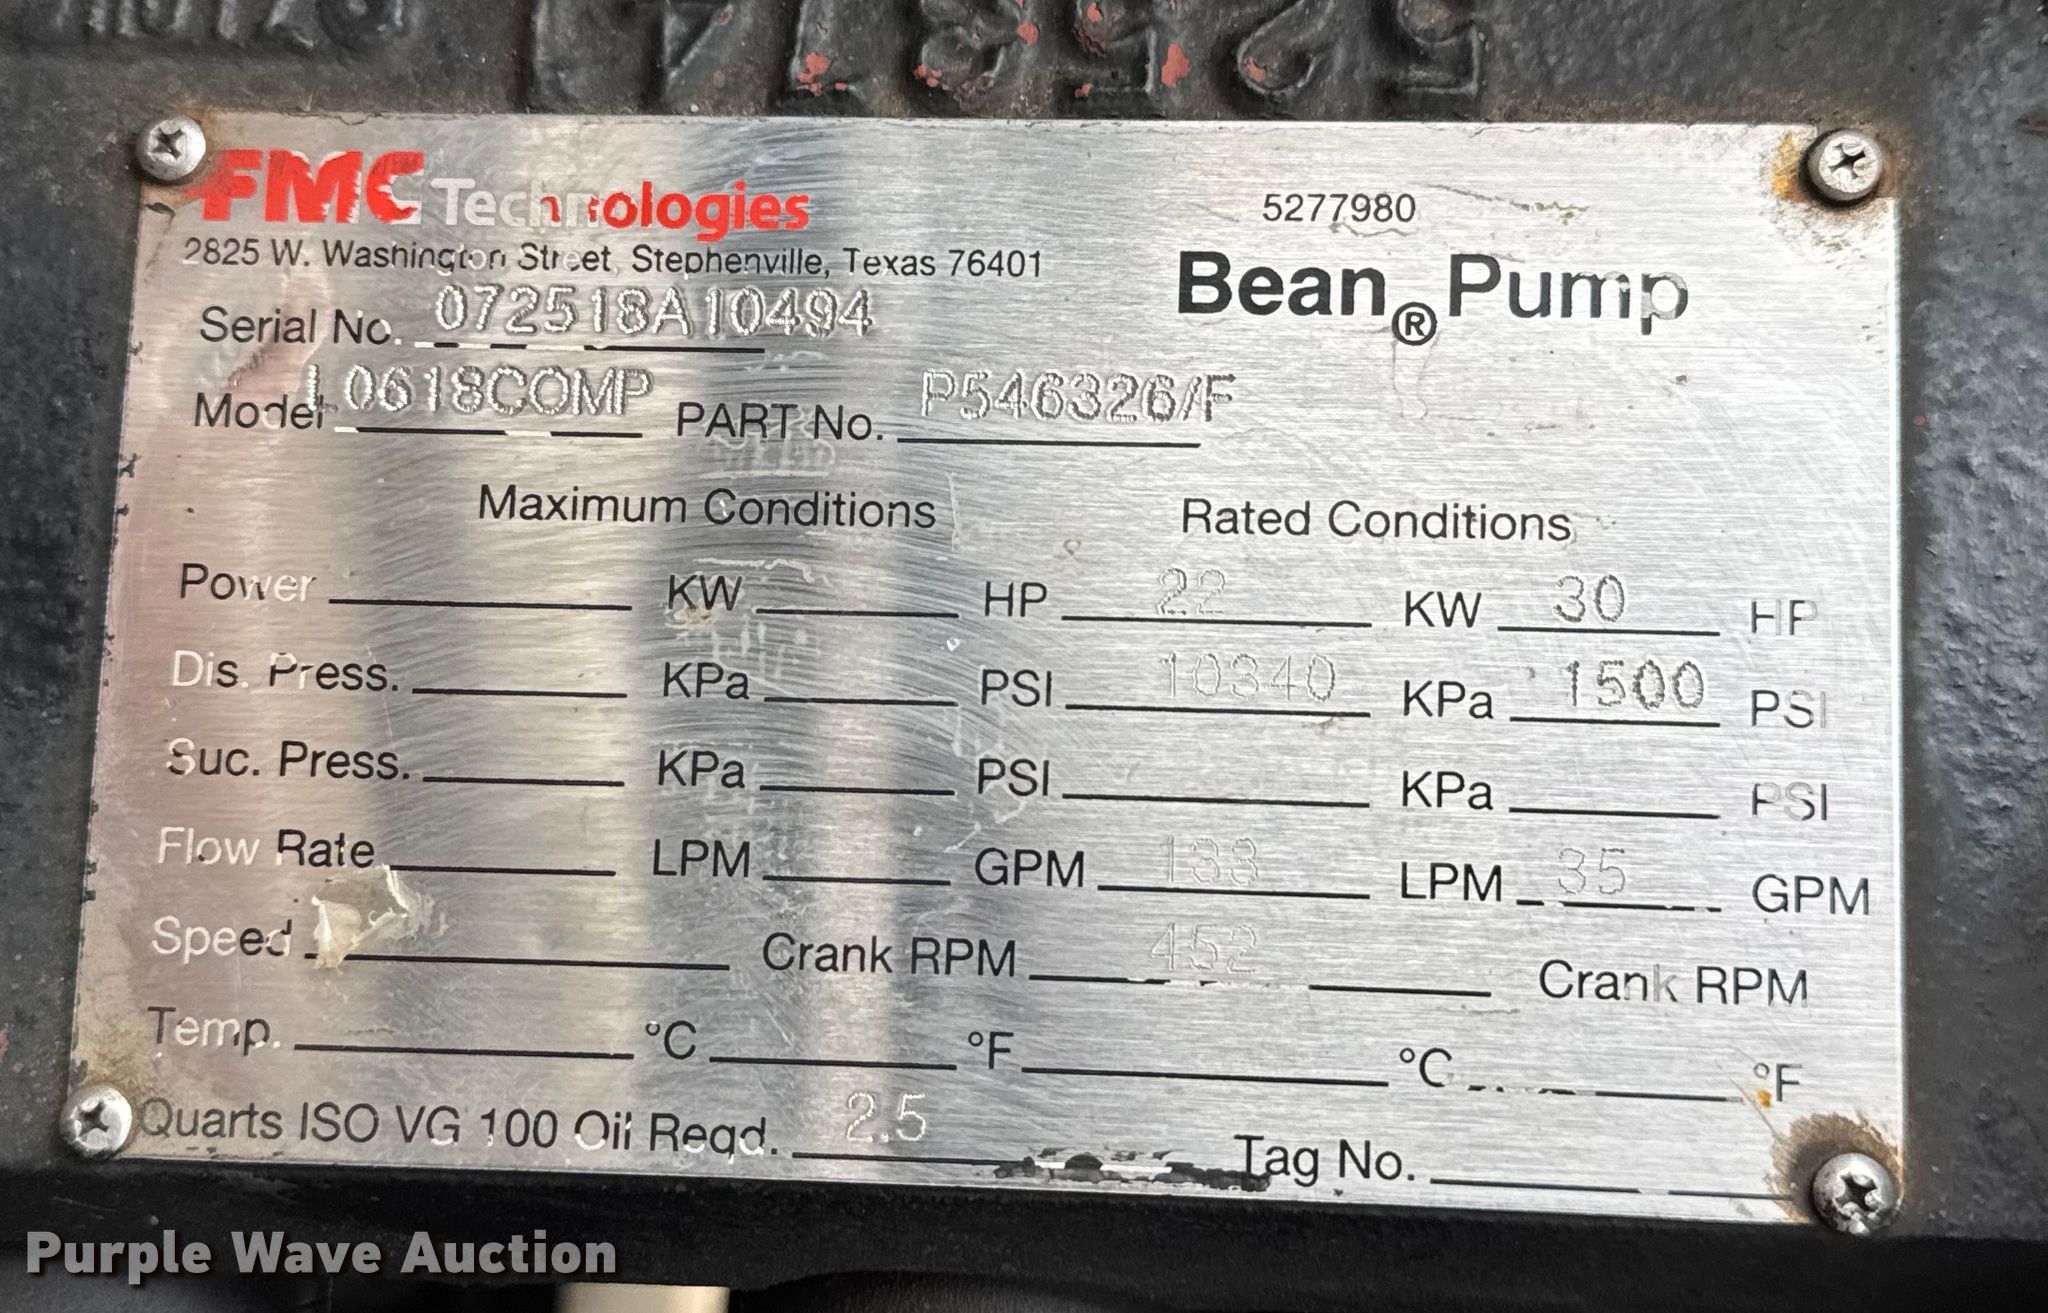 FMC Technologies
2825 W. Washington Street, Stephenville, Texas 76401
5277980
Bean® Pump
Serial No. 072518A10494
Model L0618COMP PART No. P546326/F
Maximum Conditions Rated Conditions
Power KW HP 22 KW 30 HP
Dis. Press. KPa PSI 10340 KPa 1500 PSI
Suc. Press. KPa PSI KPa PSI
Flow Rate LPM GPM 133 LPM 35 GPM
Speed Crank RPM 452 Crank RPM
Temp. °C °F °C °F
Quarts ISO VG 100 Oil Reqd. 2.5 Tag No.
Purple Wave Auction